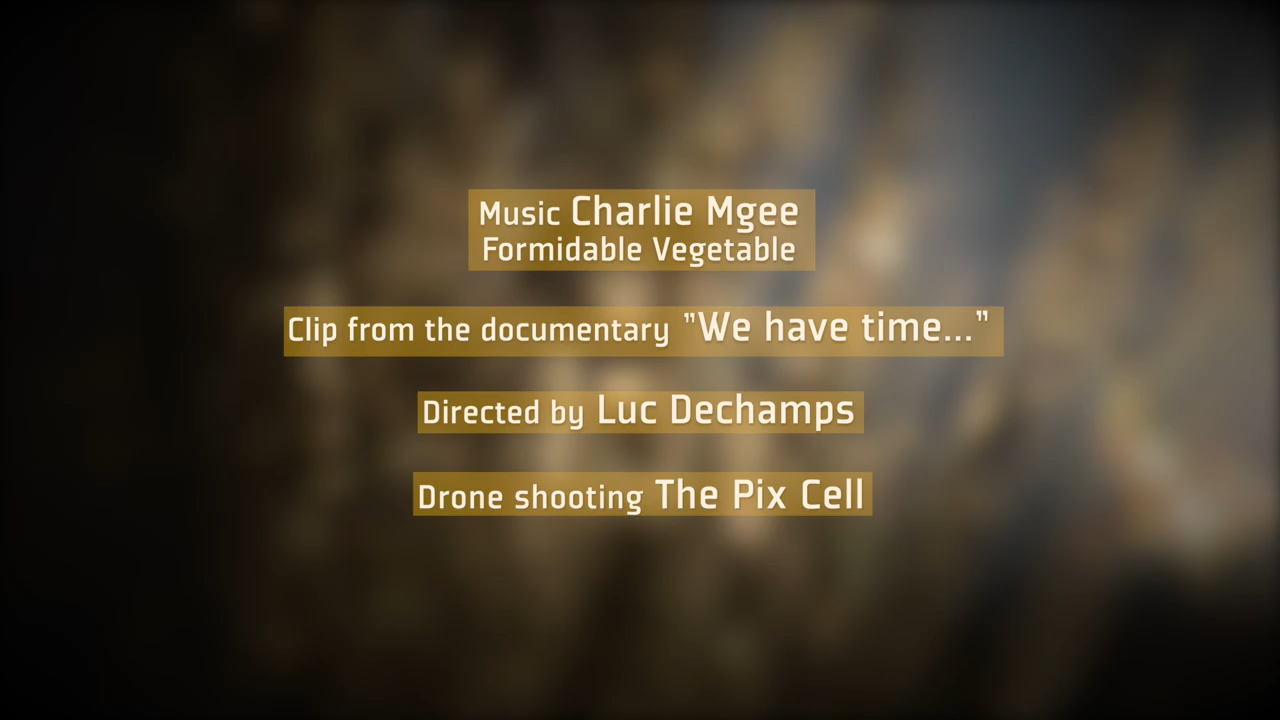 Music Charlie Mgee
Formidable Vegetable
Clip from the documentary "We have time..."
Directed by Luc Dechamps
Drone shooting The Pix Cell